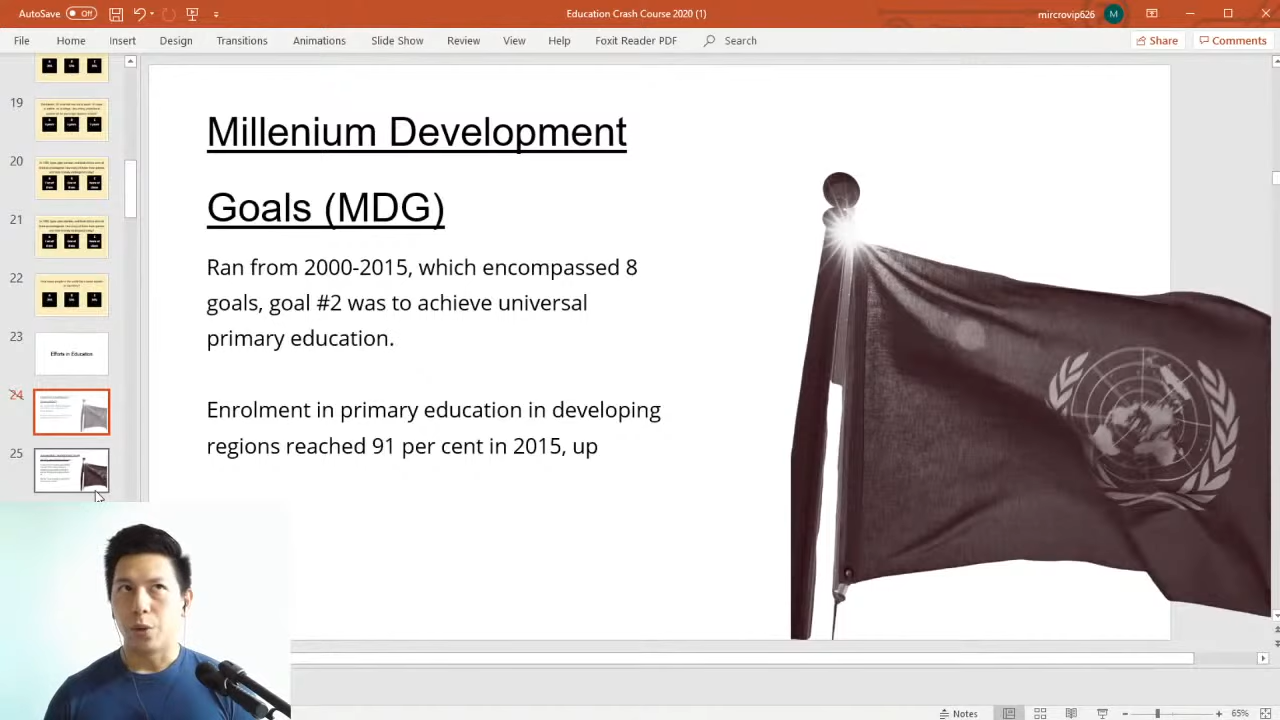 AutoSave Off
Education Crash Course 2020 (1)
mircrovip626 M
File Home Insert Design Transitions Animations Slide Show Review View Help Foxit Reader PDF Search
Share Comments
19
20
21
22
23
Efforts in Education
24
25
Millenium Development
Goals (MDG)
Ran from 2000-2015, which encompassed 8
goals, goal #2 was to achieve universal
primary education.
Enrolment in primary education in developing
regions reached 91 per cent in 2015, up
Notes
65%